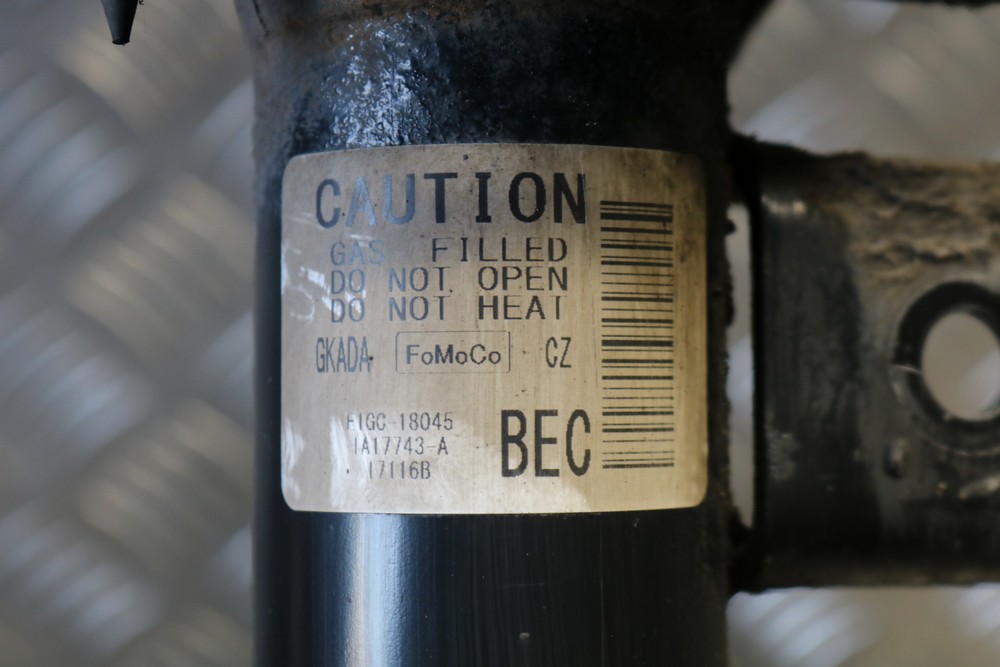 CAUTION
GAS FILLED
DO NOT OPEN
DO NOT HEAT
GKADA FoMoCo CZ
F1GC-18045
1A17743-A
17116B
BEC